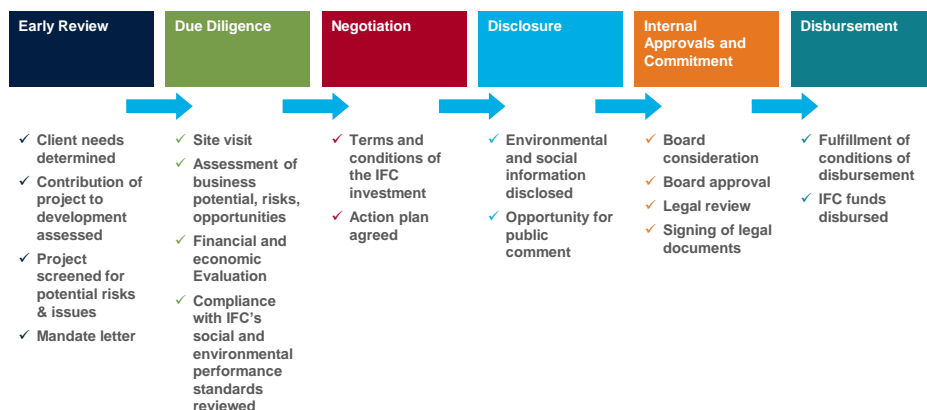 Early Review
Due Diligence
Negotiation
Disclosure
Internal
Approvals and
Commitment
Disbursement
✓ Client needs
determined
✓ Contribution of
project to
development
assessed
✓ Project
screened for
potential risks
& issues
✓ Mandate letter
✓ Site visit
✓ Assessment of
business
potential, risks,
opportunities
✓ Financial and
economic
Evaluation
✓ Compliance
with IFC’s
social and
environmental
performance
standards
reviewed
✓ Terms and
conditions of
the IFC
investment
✓ Action plan
agreed
✓ Environmental
and social
information
disclosed
✓ Opportunity for
public
comment
✓ Board
consideration
✓ Board approval
✓ Legal review
✓ Signing of legal
documents
✓ Fulfillment of
conditions of
disbursement
✓ IFC funds
disbursed